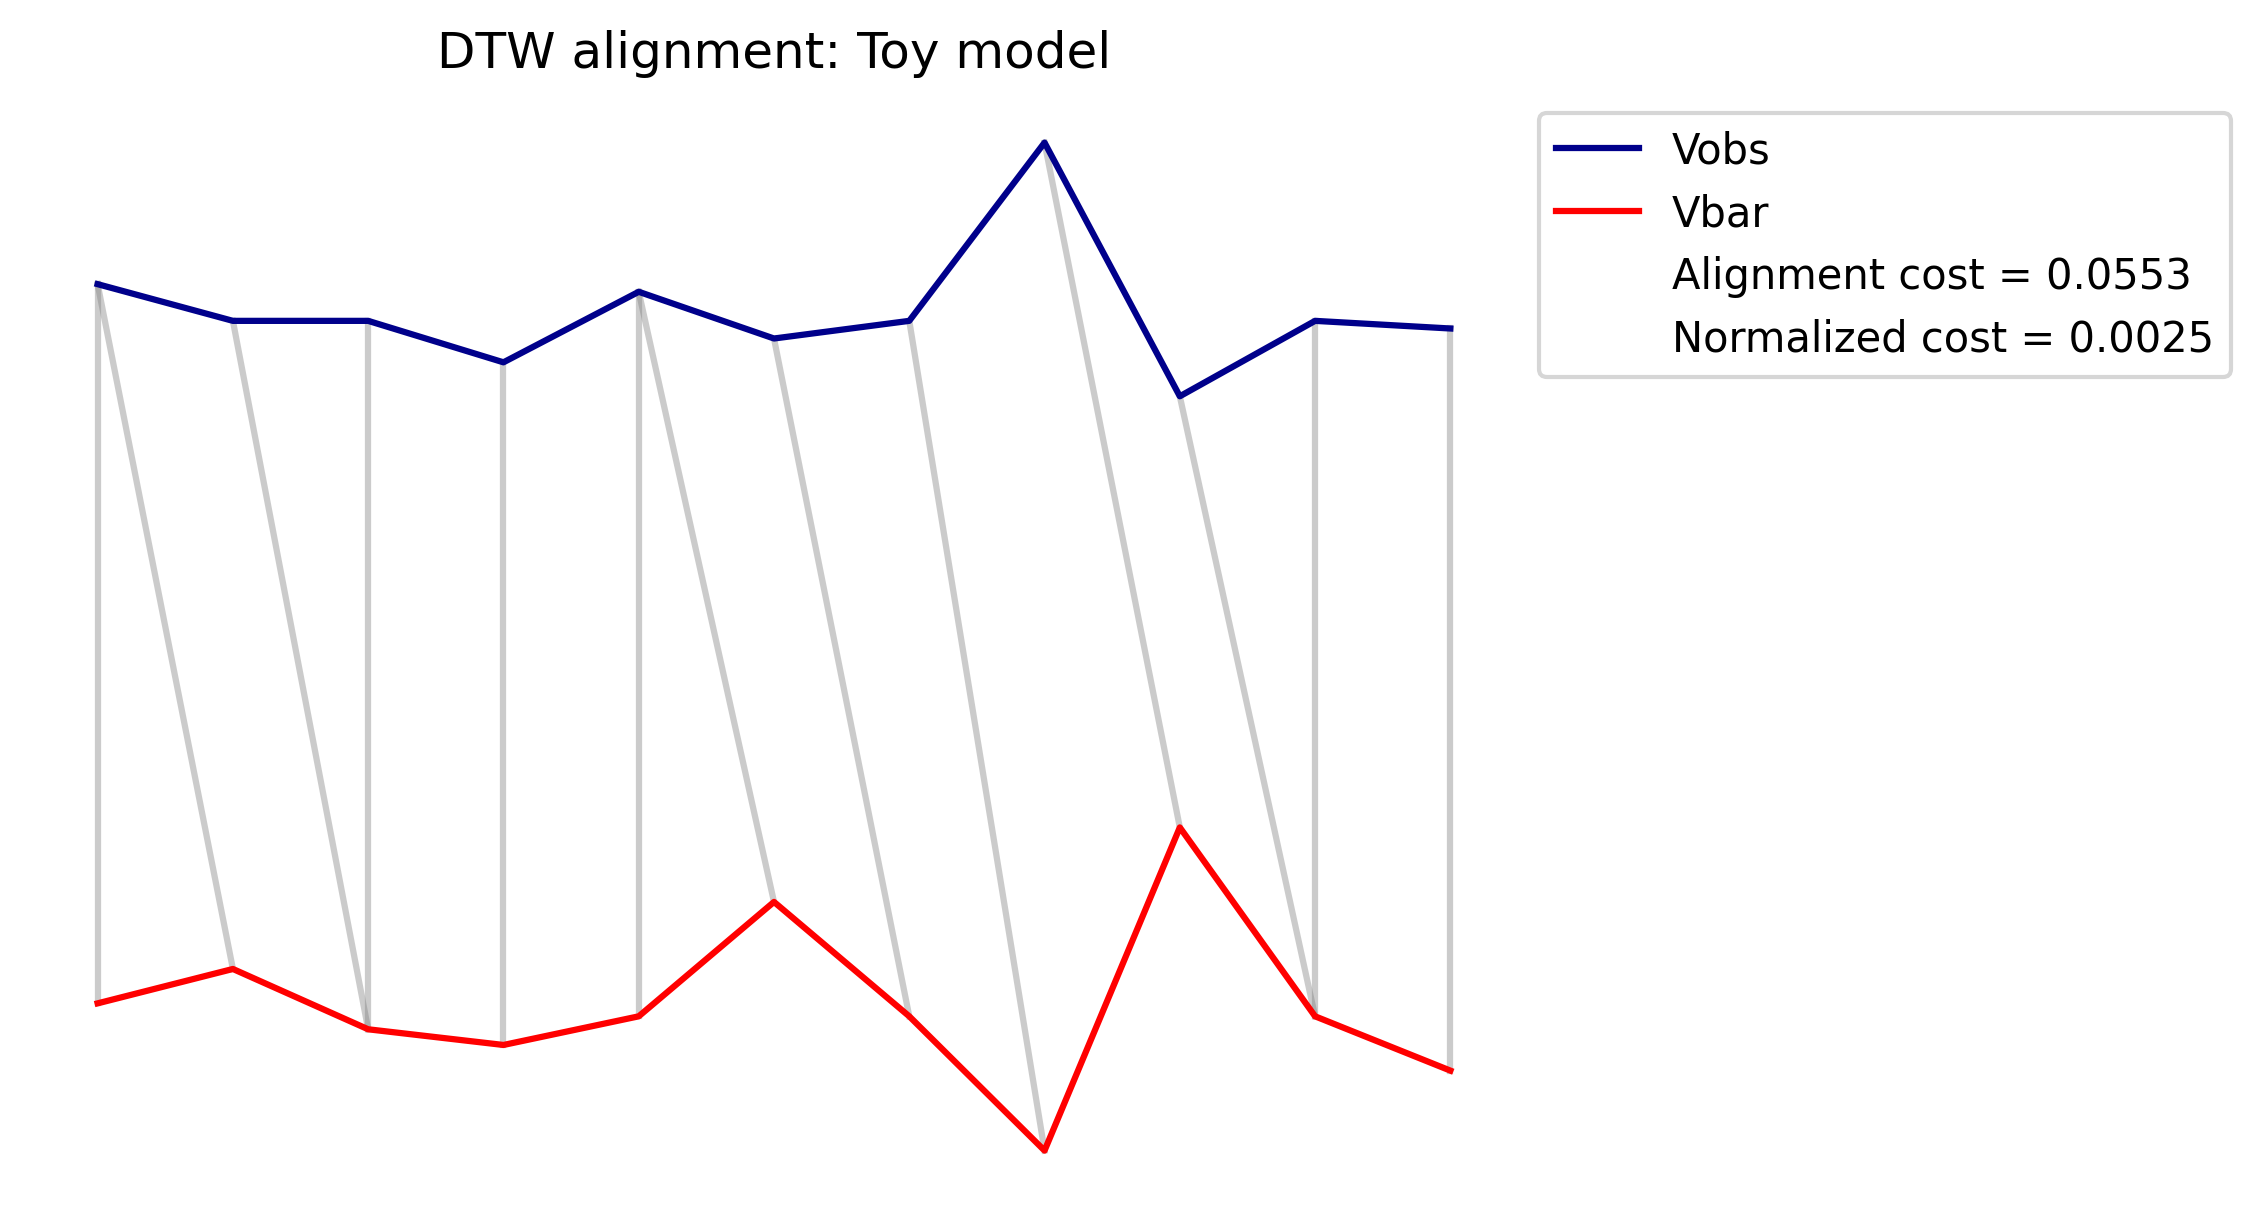 DTW alignment: Toy model
Vobs
Vbar
Alignment cost = 0.0553
Normalized cost = 0.0025